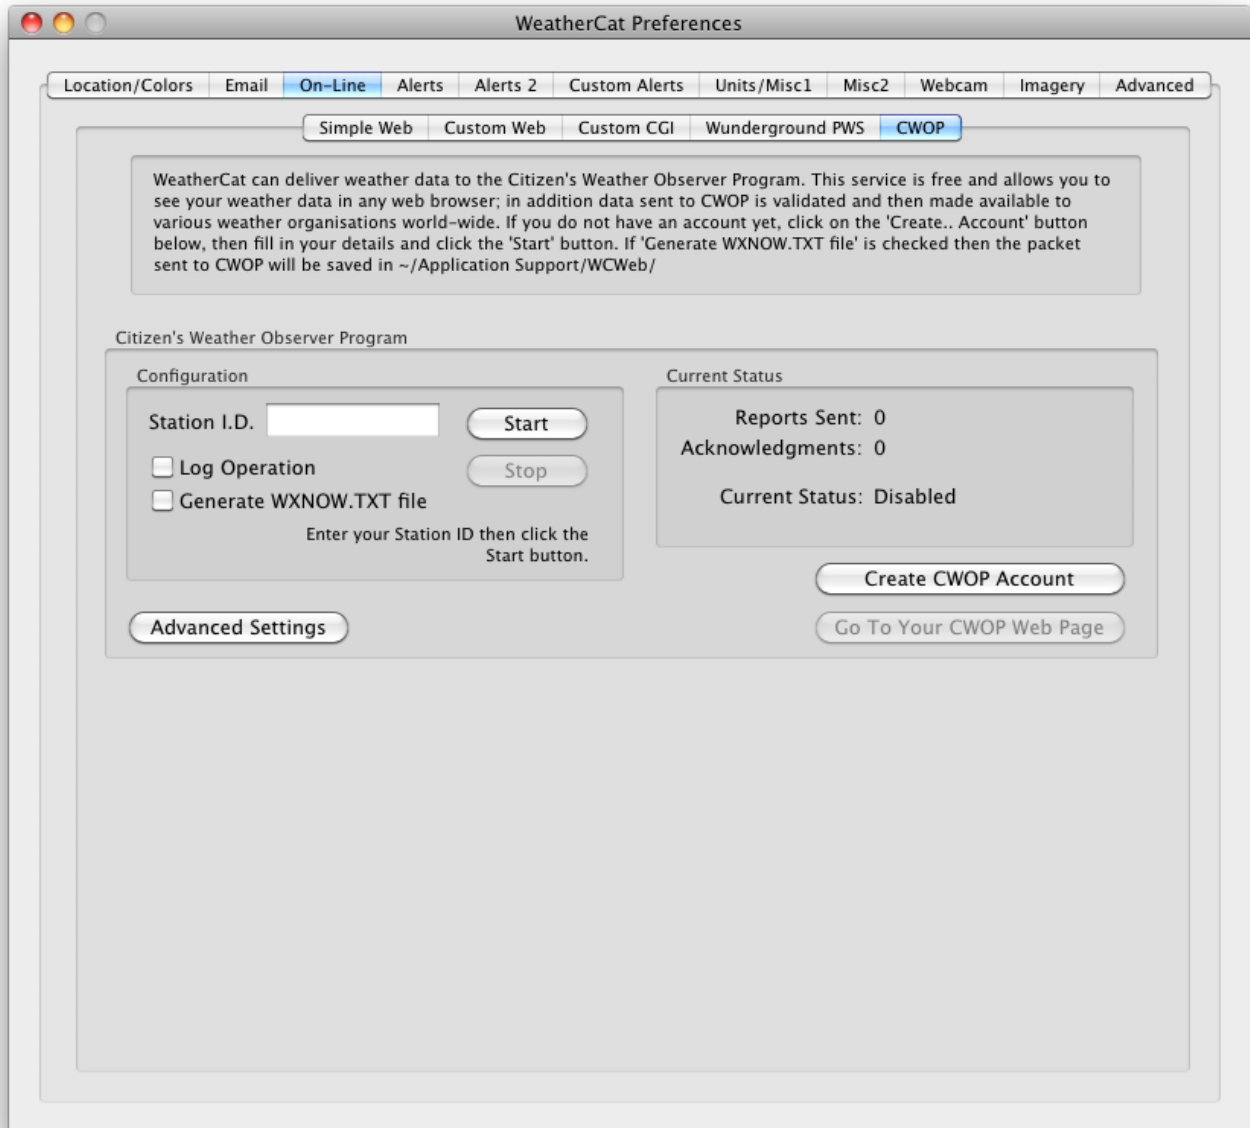 WeatherCat Preferences
Location/Colors Email On-Line Alerts Alerts 2 Custom Alerts Units/Misc1 Misc2 Webcam Imagery Advanced
Simple Web Custom Web Custom CGI Wunderground PWS CWOP
WeatherCat can deliver weather data to the Citizen's Weather Observer Program. This service is free and allows you to
see your weather data in any web browser; in addition data sent to CWOP is validated and then made available to
various weather organisations world-wide. If you do not have an account yet, click on the 'Create.. Account' button
below, then fill in your details and click the 'Start' button. If 'Generate WXNOW.TXT file' is checked then the packet
sent to CWOP will be saved in ~/Application Support/WCWeb/
Citizen's Weather Observer Program
Configuration
Station I.D.
Start
Log Operation
Stop
Generate WXNOW.TXT file
Enter your Station ID then click the
Start button.
Advanced Settings
Current Status
Reports Sent: 0
Acknowledgments: 0
Current Status: Disabled
Create CWOP Account
Go To Your CWOP Web Page